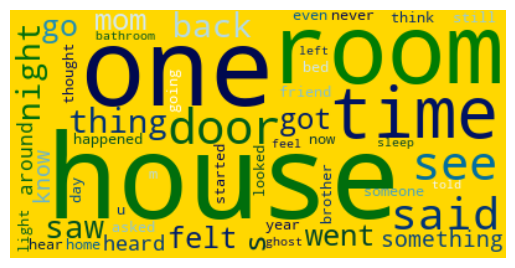 even never think still
mom
go back
bathroom
one room
night
thought
left
bed
going
friend
thing door got time
happened
now
feel
sleep
around
know
day
house
started
looked
see
brother
someone
told
m
u
asked
said
light
saw
felt
s
year
ghost
went
something
hear home heard